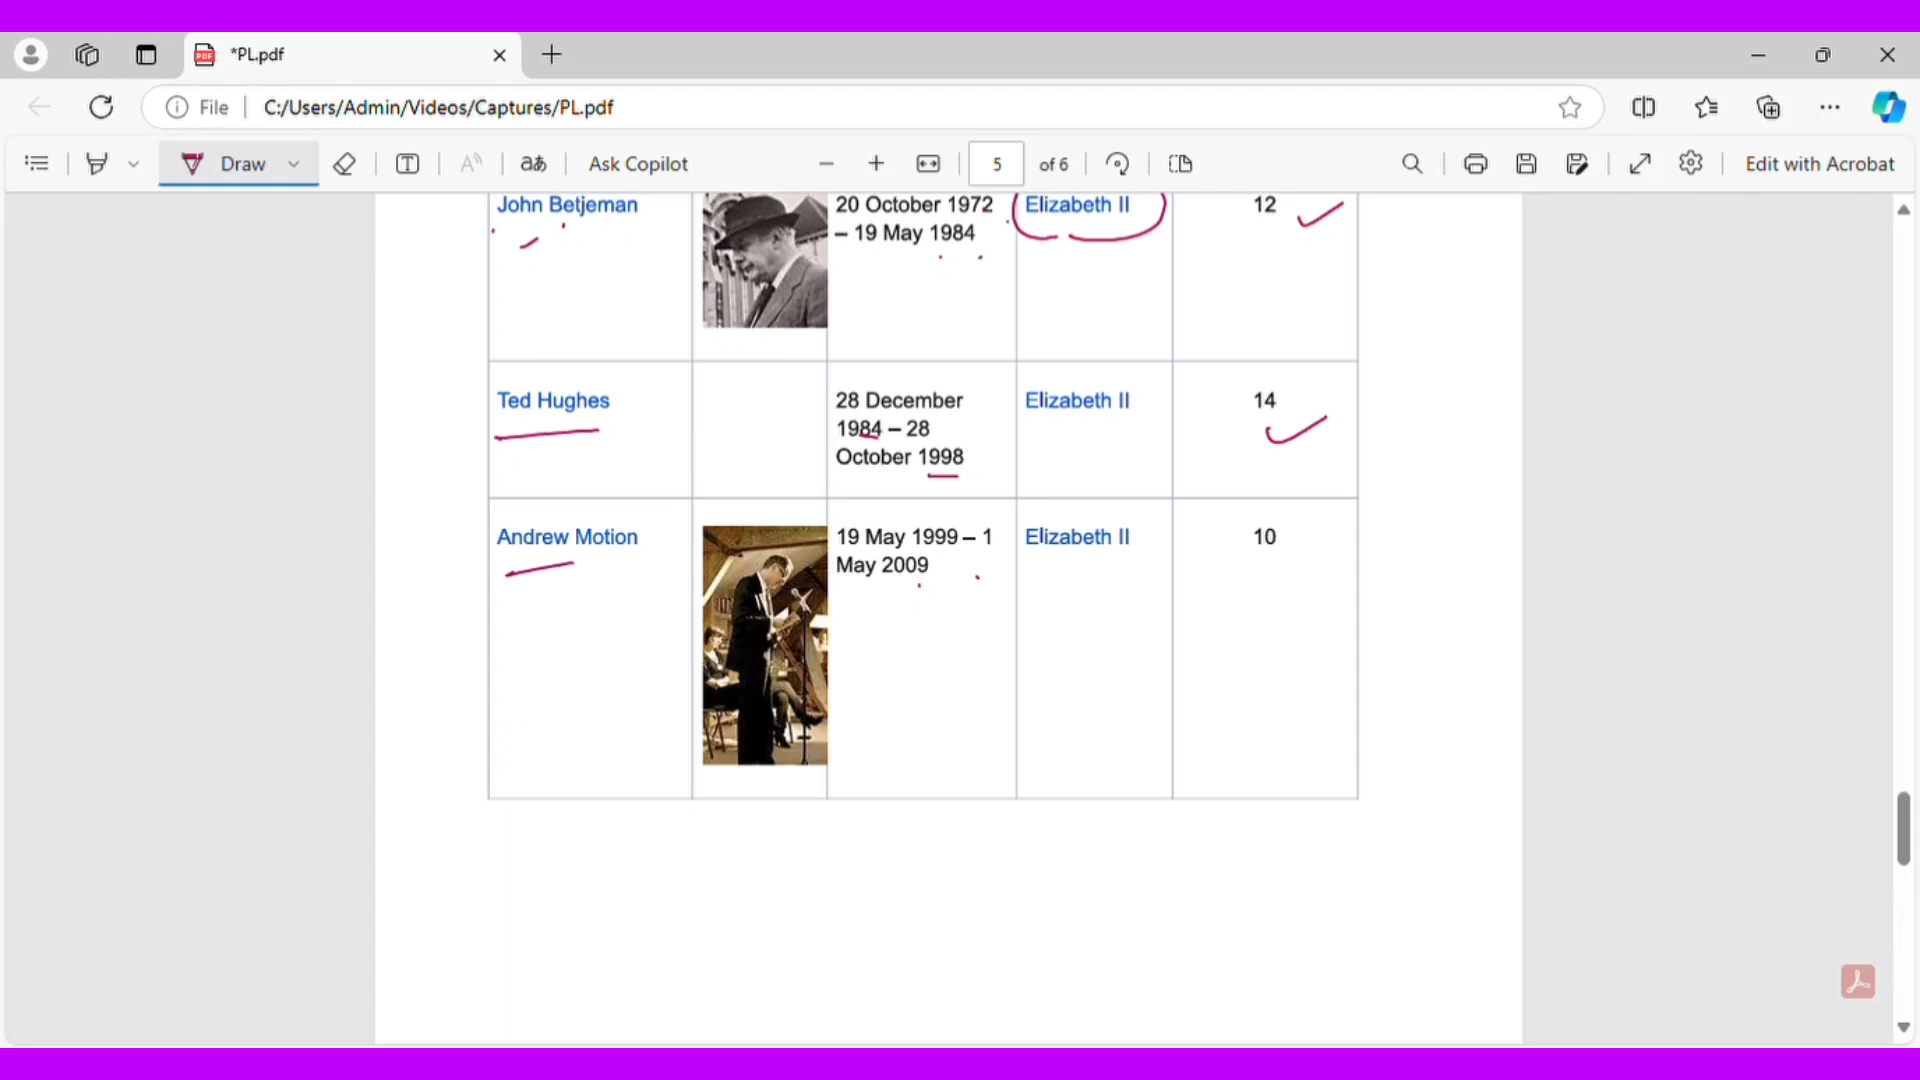 *PL.pdf
File
C:/Users/Admin/Videos/Captures/PL.pdf
Draw
Ask Copilot
5
of 6
Edit with Acrobat
John Betjeman
20 October 1972
– 19 May 1984
Elizabeth II
12
Ted Hughes
28 December
1984 – 28
October 1998
Elizabeth II
14
Andrew Motion
19 May 1999 – 1
May 2009
Elizabeth II
10